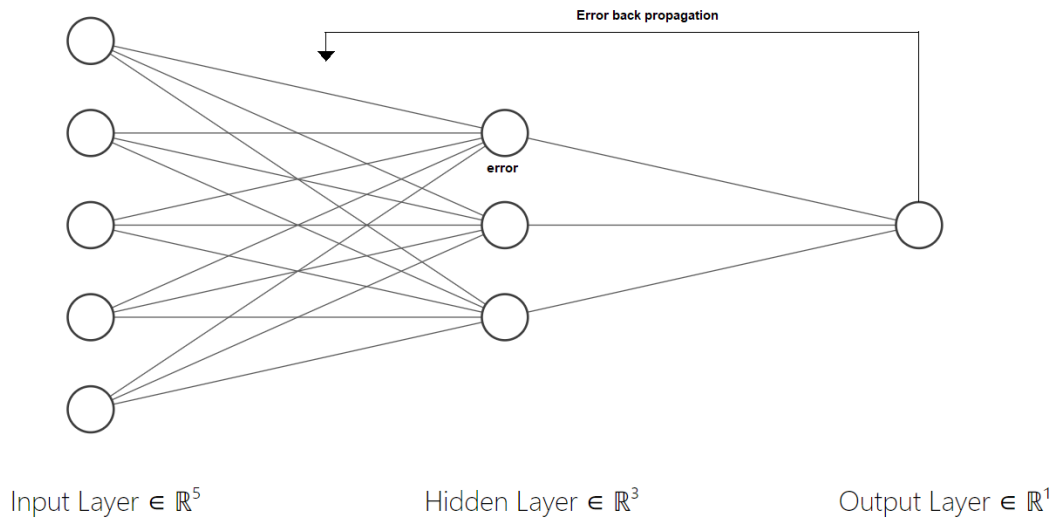 Error back propagation
error
Input Layer ∈ ℝ⁵
Hidden Layer ∈ ℝ³
Output Layer ∈ ℝ¹